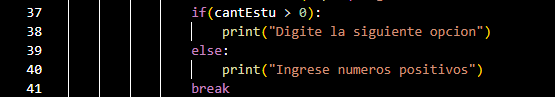 37 if(cantEstu > 0):
38 print("Digite la siguiente opcion")
39 else:
40 print("Ingrese numeros positivos")
41 break